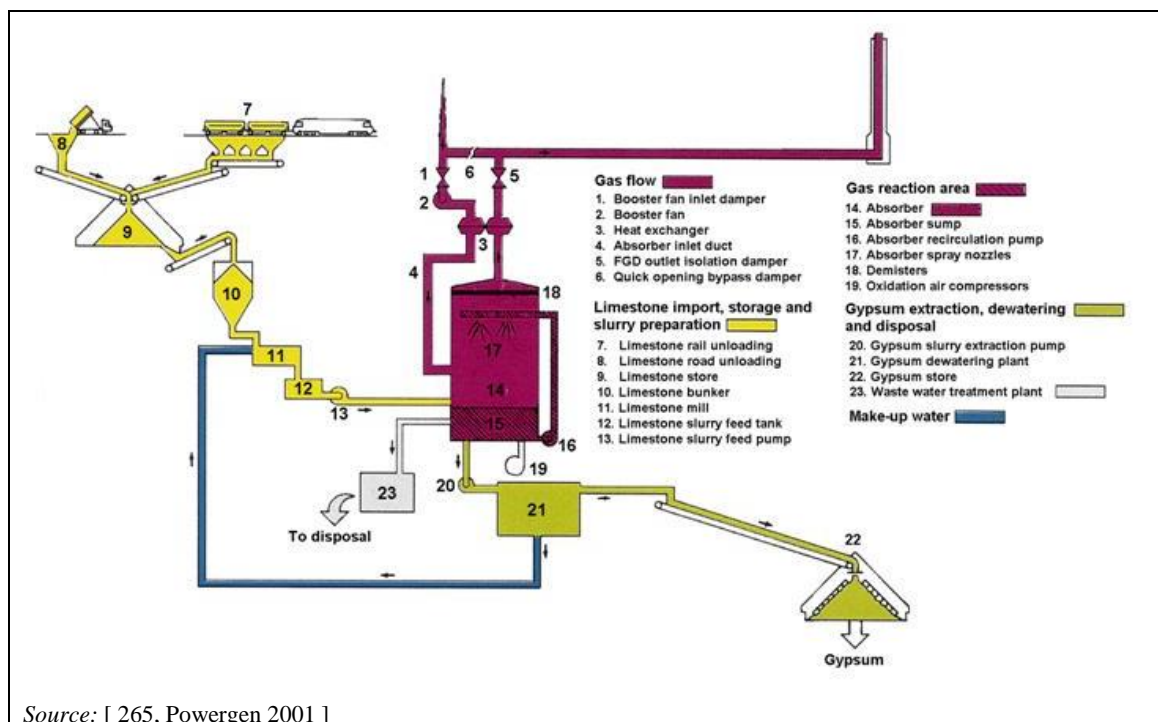 7
8
1
6
5
2
3
9
4
10
18
17
11
14
12
13
15
16
19
20
23
21
To disposal
22
Gypsum
Gas flow
1. Booster fan inlet damper
2. Booster fan
3. Heat exchanger
4. Absorber inlet duct
5. FGD outlet isolation damper
6. Quick opening bypass damper
Limestone import, storage and
slurry preparation
7. Limestone rail unloading
8. Limestone road unloading
9. Limestone store
10. Limestone bunker
11. Limestone mill
12. Limestone slurry feed tank
13. Limestone slurry feed pump
Gas reaction area
14. Absorber
15. Absorber sump
16. Absorber recirculation pump
17. Absorber spray nozzles
18. Demisters
19. Oxidation air compressors
Gypsum extraction, dewatering
and disposal
20. Gypsum slurry extraction pump
21. Gypsum dewatering plant
22. Gypsum store
23. Waste water treatment plant
Make-up water
Source: [ 265, Powergen 2001 ]